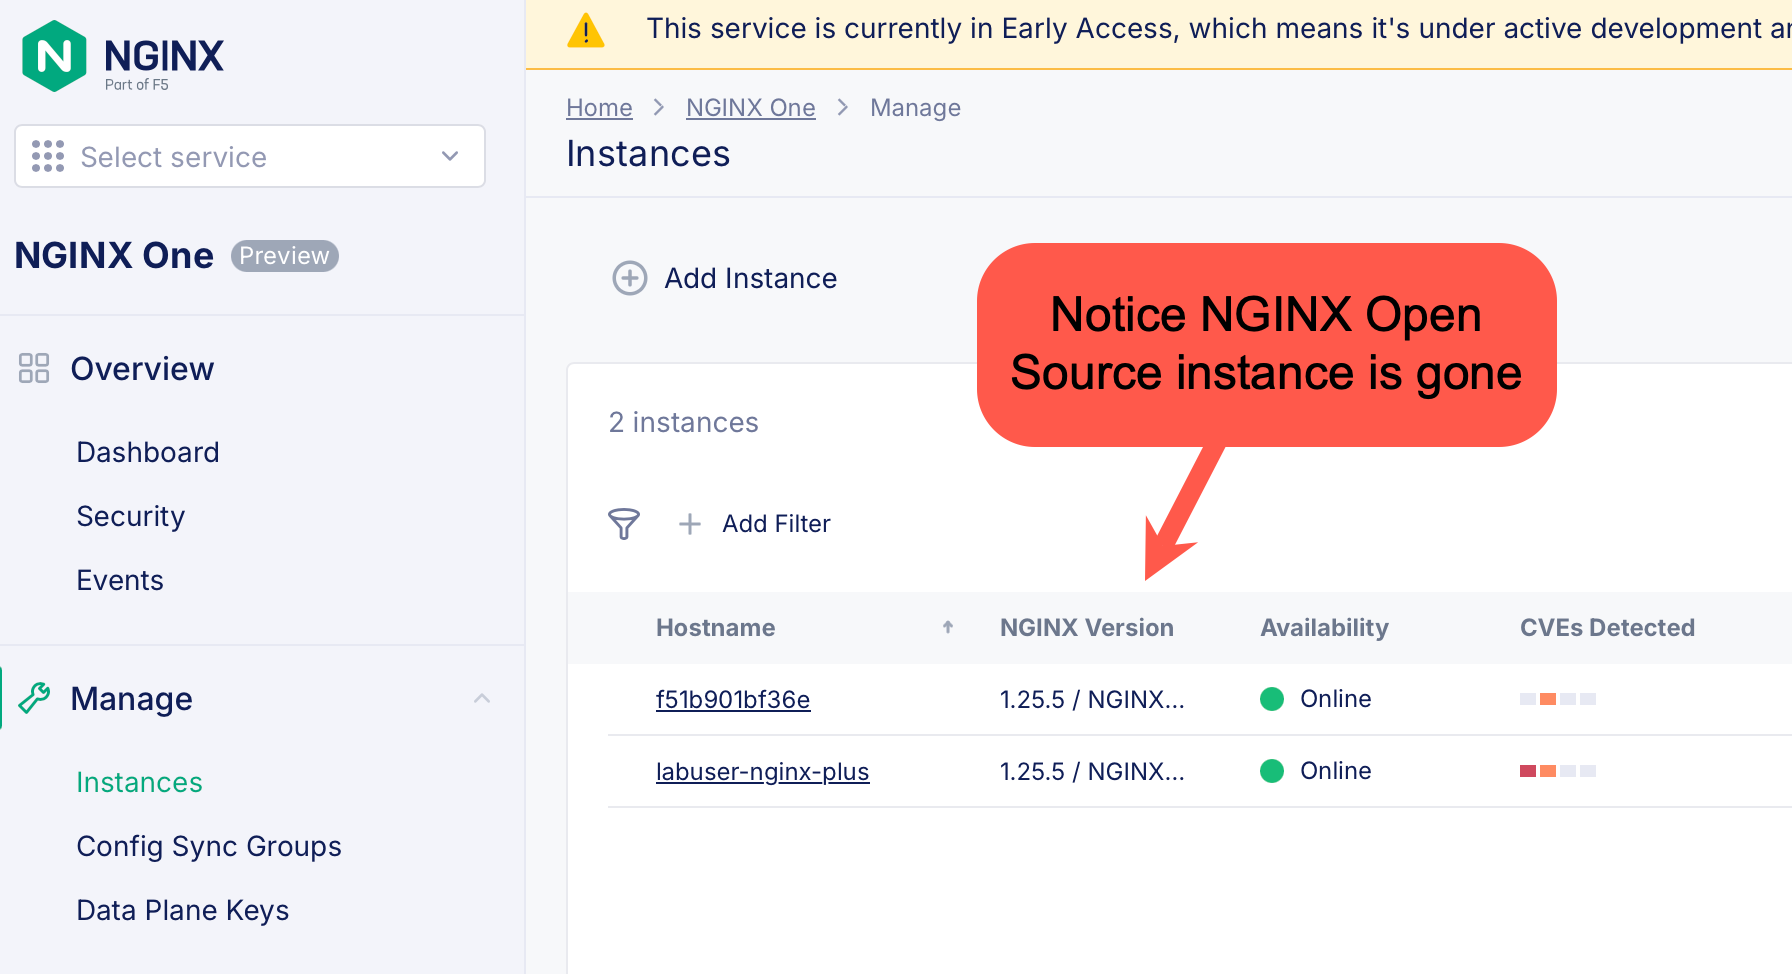 NGINX
Part of F5
Select service
NGINX One Preview
Overview
Dashboard
Security
Events
Manage
Instances
Config Sync Groups
Data Plane Keys
This service is currently in Early Access, which means it's under active development
Home > NGINX One > Manage
Instances
Add Instance
Notice NGINX Open
Source instance is gone
2 instances
Add Filter
Hostname NGINX Version Availability CVEs Detected
f51b901bf36e 1.25.5 / NGINX... Online
labuser-nginx-plus 1.25.5 / NGINX... Online